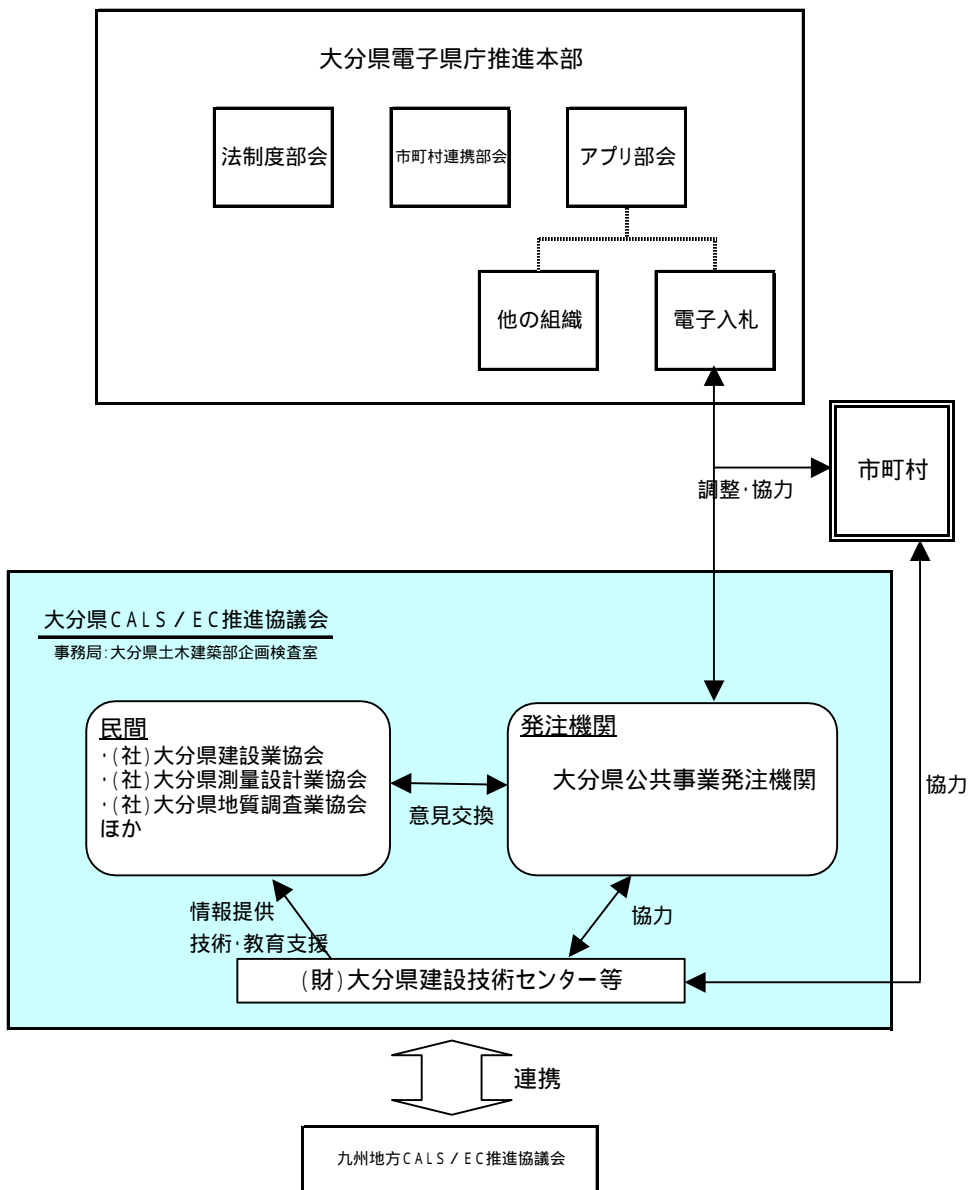 大分県電子県庁推進本部
法制度部会
市町村連携部会
アプリ部会
他の組織
電子入札
市町村
調整・協力
大分県CALS/EC推進協議会
事務局:大分県土木建築部企画検査室
民間
・(社)大分県建設業協会
・(社)大分県測量設計業協会
・(社)大分県地質調査業協会
ほか
発注機関
大分県公共事業発注機関
意見交換
協力
情報提供
技術・教育支援
協力
(財)大分県建設技術センター等
連携
九州地方CALS/EC推進協議会